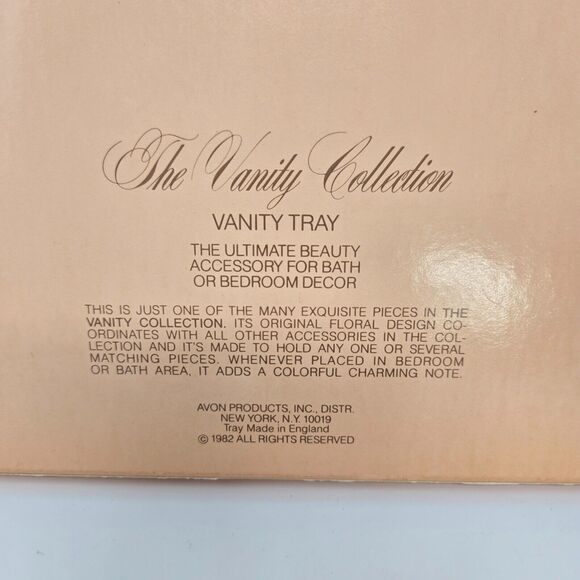 The Vanity Collection
VANITY TRAY
THE ULTIMATE BEAUTY
ACCESSORY FOR BATH
OR BEDROOM DECOR
THIS IS JUST ONE OF THE MANY EXQUISITE PIECES IN THE
VANITY COLLECTION. ITS ORIGINAL FLORAL DESIGN CO-
ORDINATES WITH ALL OTHER ACCESSORIES IN THE COL-
LECTION AND IT'S MADE TO HOLD ANY ONE OR SEVERAL
MATCHING PIECES. WHENEVER PLACED IN BEDROOM
OR BATH AREA, IT ADDS A COLORFUL CHARMING NOTE.
AVON PRODUCTS, INC., DISTR.
NEW YORK, N.Y. 10019
Tray Made in England
© 1982 ALL RIGHTS RESERVED